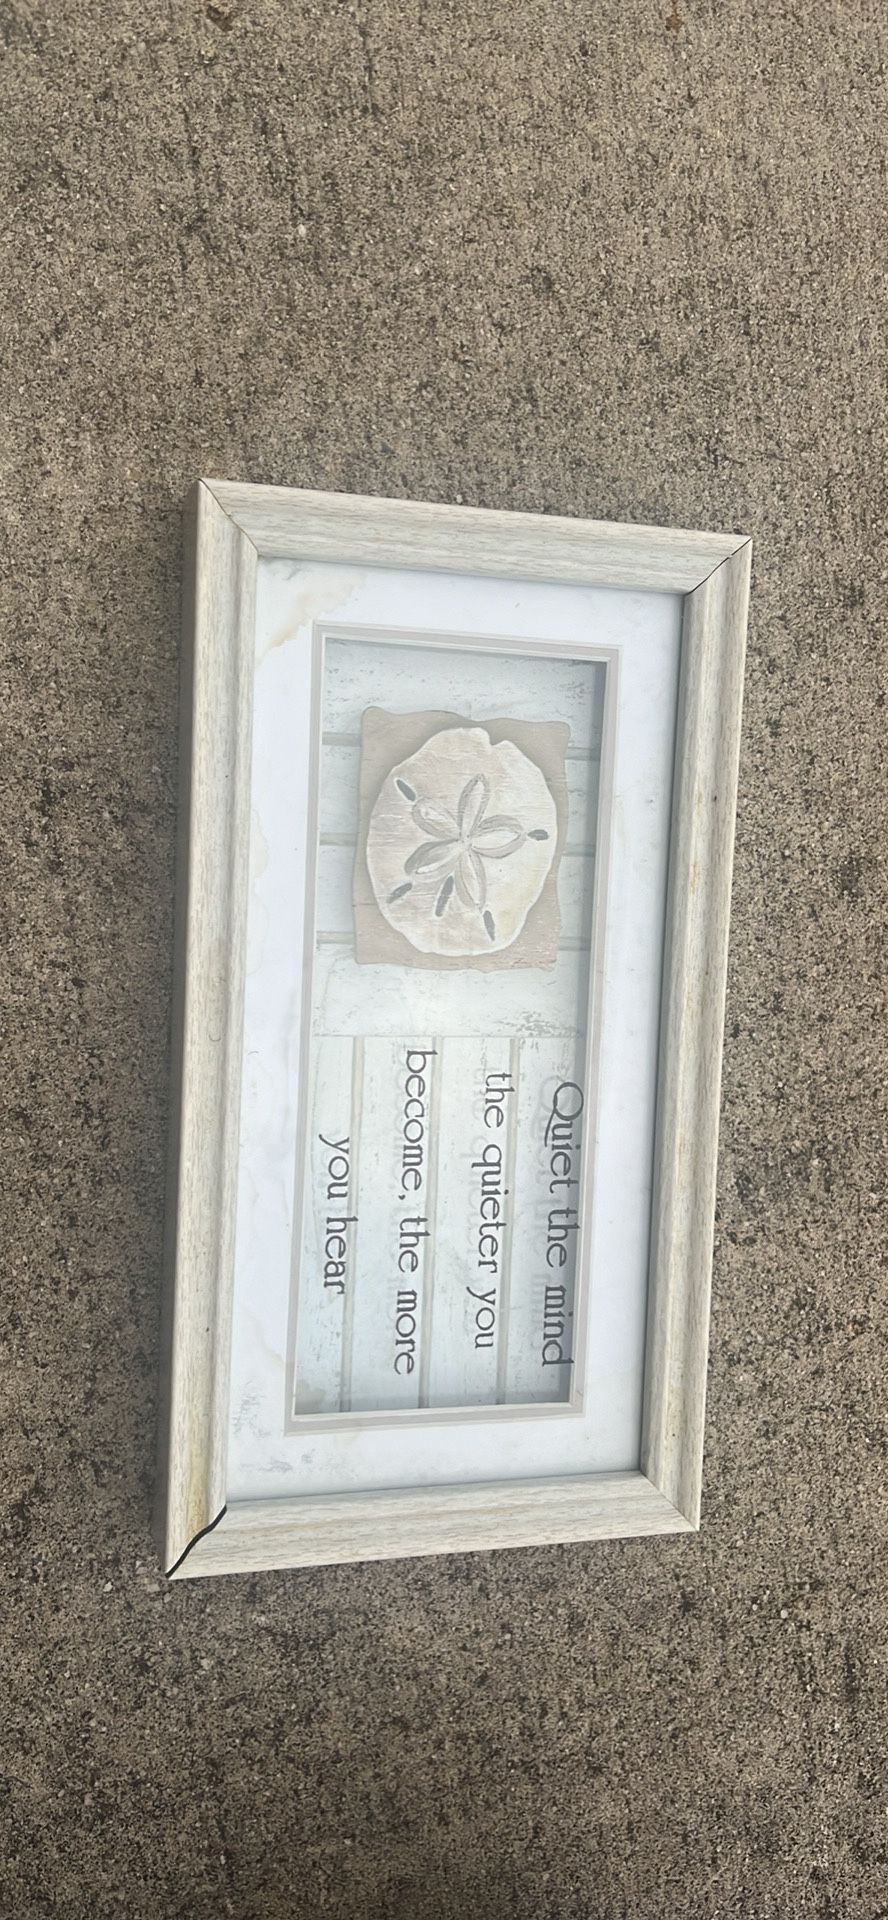 Quiet the mind
the quieter you
become, the more
you hear